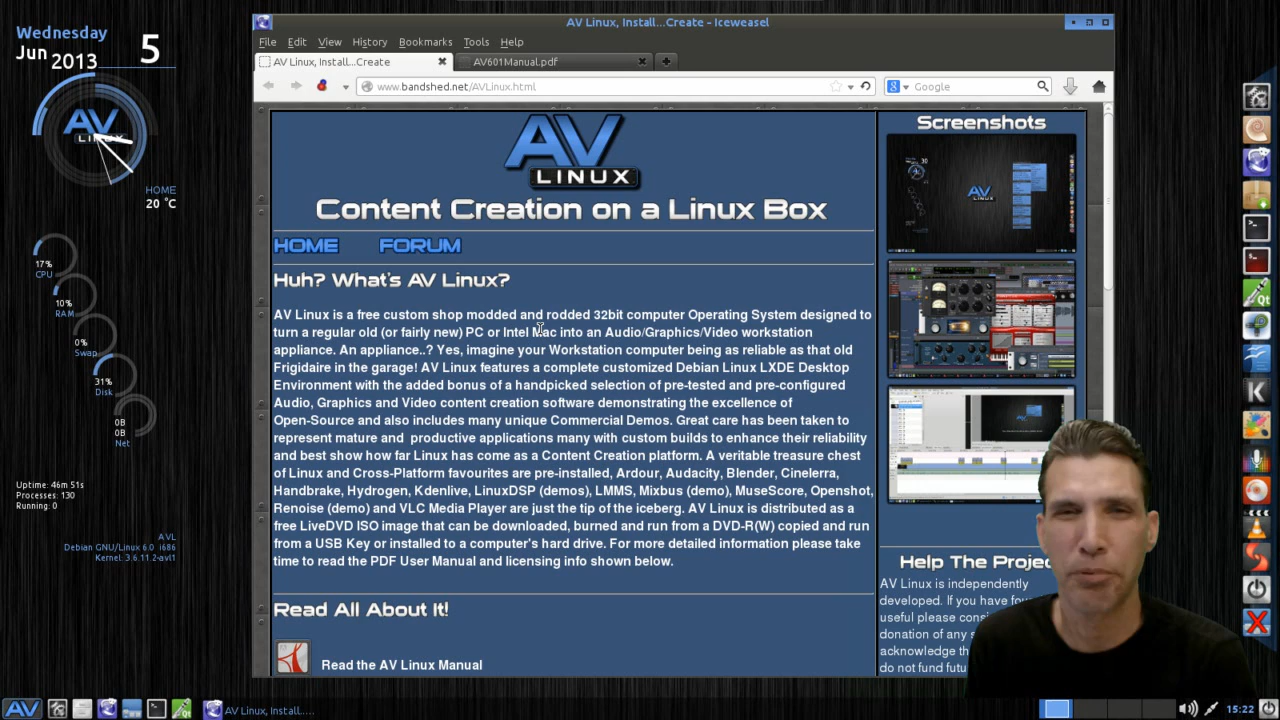 Wednesday
Jun 2013 5
AV
LINUX
HOME
20 °C
17%
CPU
10%
RAM
0%
Swap
31%
Disk
0B
0B
Net
Uptime: 46m 51s
Processes: 130
Running: 0
AVL
Debian GNU/Linux 6.0 i686
Kernel: 3.6.11.2-avl1
AV Linux, Install...Create - Iceweasel
File Edit View History Bookmarks Tools Help
AV Linux, Install...Create
AV601Manual.pdf
www.bandshed.net/AVLinux.html
Google
AV
LINUX
Content Creation on a Linux Box
HOME FORUM
Huh? What's AV Linux?
AV Linux is a free custom shop modded and rodded 32bit computer Operating System designed to
turn a regular old (or fairly new) PC or Intel Mac into an Audio/Graphics/Video workstation
appliance. An appliance..? Yes, imagine your Workstation computer being as reliable as that old
Frigidaire in the garage! AV Linux features a complete customized Debian Linux LXDE Desktop
Environment with the added bonus of a handpicked selection of pre-tested and pre-configured
Audio, Graphics and Video content creation software demonstrating the excellence of
Open-Source and also includes many unique Commercial Demos. Great care has been taken to
represent mature and productive applications many with custom builds to enhance their reliability
and best show how far Linux has come as a Content Creation platform. A veritable treasure chest
of Linux and Cross-Platform favourites are pre-installed, Ardour, Audacity, Blender, Cinelerra,
Handbrake, Hydrogen, Kdenlive, LinuxDSP (demos), LMMS, Mixbus (demo), MuseScore, Openshot,
Renoise (demo) and VLC Media Player are just the tip of the iceberg. AV Linux is distributed as a
free LiveDVD ISO image that can be downloaded, burned and run from a DVD-R(W) copied and run
from a USB Key or installed to a computer's hard drive. For more detailed information please take
time to read the PDF User Manual and licensing info shown below.
Read All About It!
Read the AV Linux Manual
Screenshots
AV
LINUX
Help The Projec
AV Linux is independently
developed. If you have fou
useful please consi
donation of any s
acknowledge th
do not fund futu
Qt
K
AV
Qt
AV Linux, Install.....
15:22